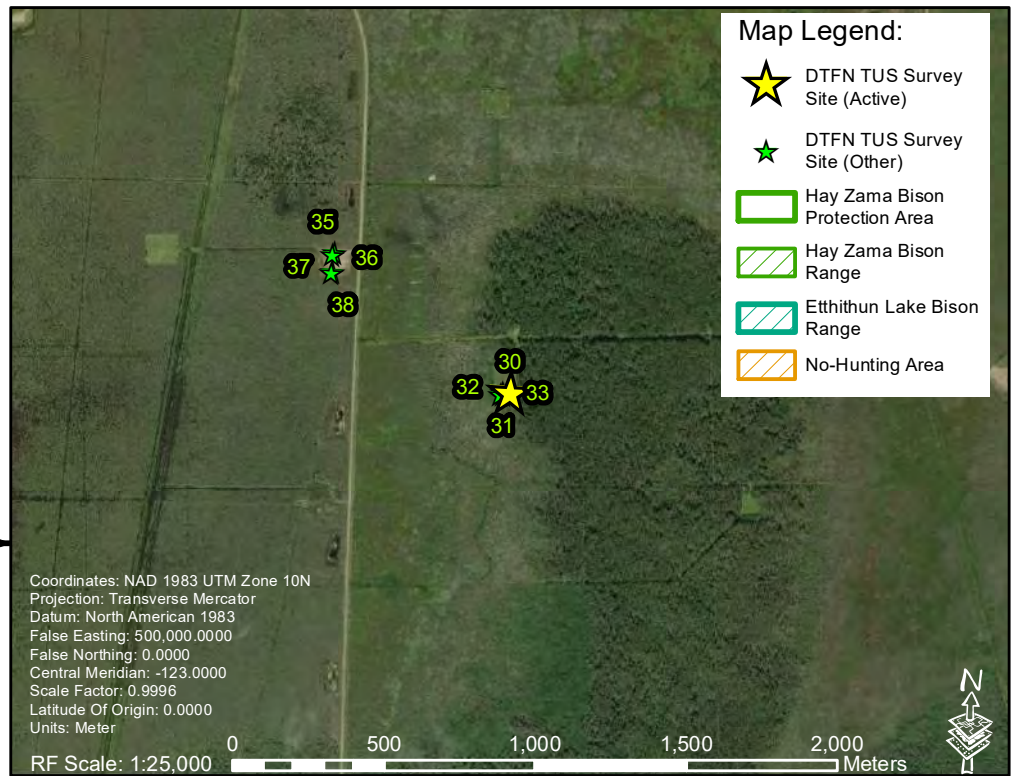 Map Legend:
DTFN TUS Survey
Site (Active)
DTFN TUS Survey
Site (Other)
Hay Zama Bison
Protection Area
Hay Zama Bison
Range
Etthithun Lake Bison
Range
No-Hunting Area
35
36
37
38
30
32
33
31
Coordinates: NAD 1983 UTM Zone 10N
Projection: Transverse Mercator
Datum: North American 1983
False Easting: 500,000.0000
False Northing: 0.0000
Central Meridian: -123.0000
Scale Factor: 0.9996
Latitude Of Origin: 0.0000
Units: Meter
RF Scale: 1:25,000
0 500 1,000 1,500 2,000
Meters
N